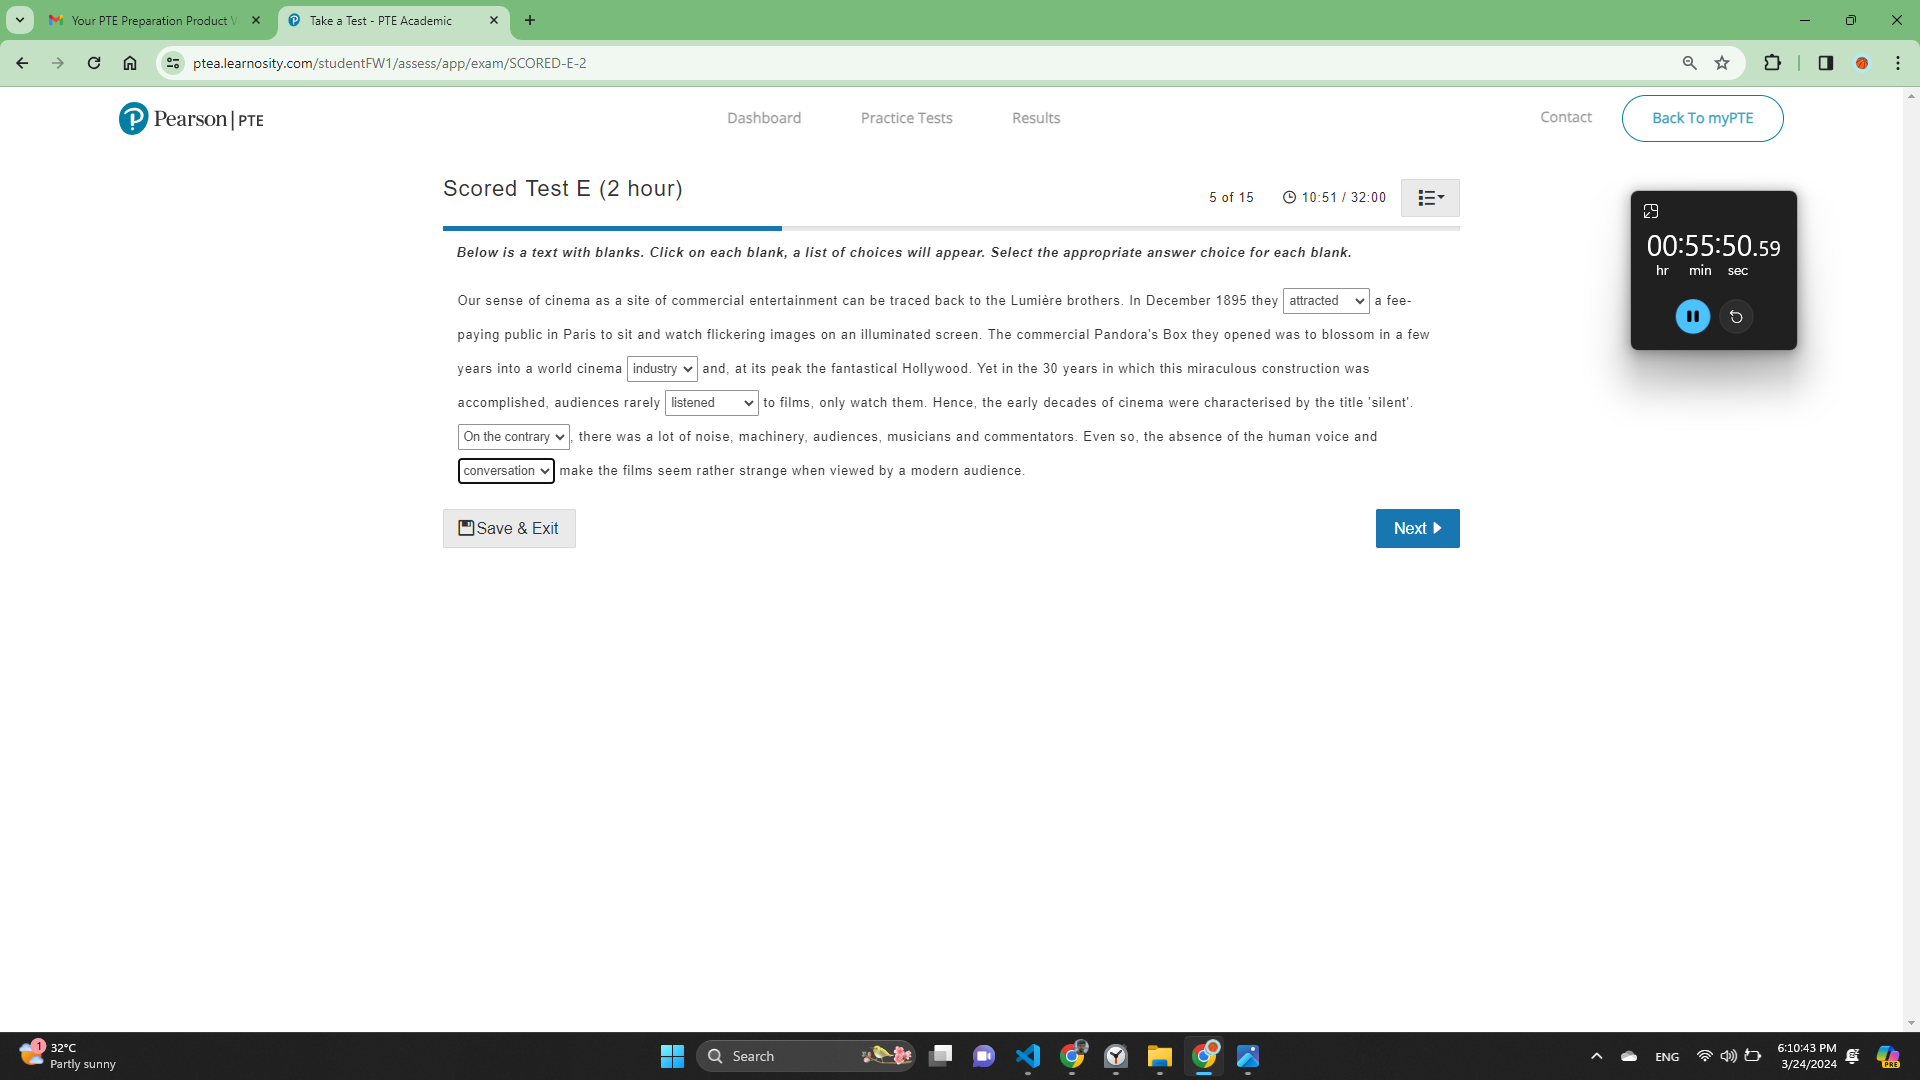 Your PTE Preparation Product V
Take a Test - PTE Academic
ptea.learnosity.com/studentFW1/assess/app/exam/SCORED-E-2
Pearson | PTE
Dashboard
Practice Tests
Results
Contact
Back To myPTE
Scored Test E (2 hour)
5 of 15
10:51 / 32:00
00:55:50.59
hr min sec
Below is a text with blanks. Click on each blank, a list of choices will appear. Select the appropriate answer choice for each blank.
Our sense of cinema as a site of commercial entertainment can be traced back to the Lumière brothers. In December 1895 they attracted a fee-
paying public in Paris to sit and watch flickering images on an illuminated screen. The commercial Pandora's Box they opened was to blossom in a few
years into a world cinema industry and, at its peak the fantastical Hollywood. Yet in the 30 years in which this miraculous construction was
accomplished, audiences rarely listened to films, only watch them. Hence, the early decades of cinema were characterised by the title 'silent'.
On the contrary, there was a lot of noise, machinery, audiences, musicians and commentators. Even so, the absence of the human voice and
conversation make the films seem rather strange when viewed by a modern audience.
Save & Exit
Next
1
32°C
Partly sunny
Search
ENG
6:10:43 PM
3/24/2024
PRE